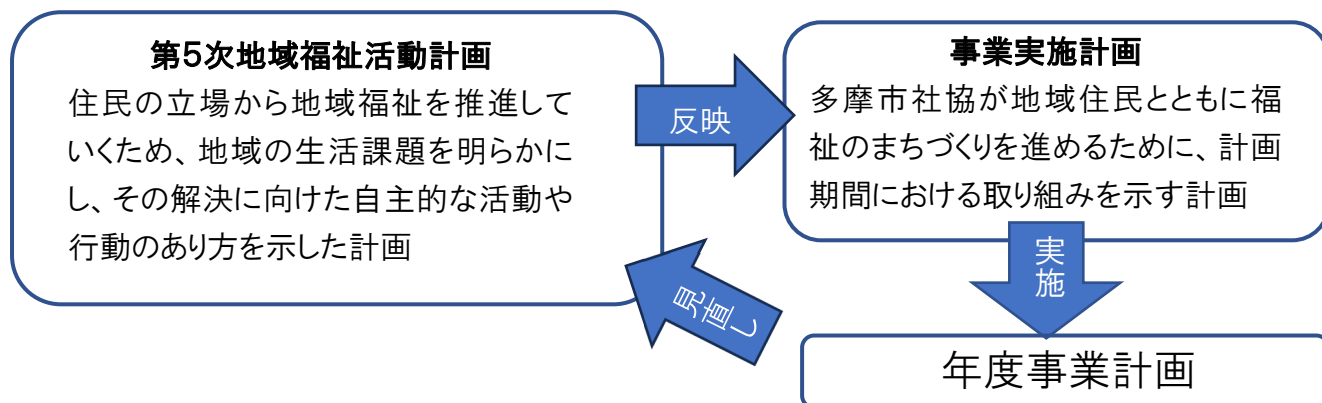 第5次地域福祉活動計画
住民の立場から地域福祉を推進して
いくため、地域の生活課題を明らかに
し、その解決に向けた自主的な活動や
行動のあり方を示した計画
反映
事業実施計画
多摩市社協が地域住民とともに福
祉のまちづくりを進めるために、計画
期間における取り組みを示す計画
実施
年度事業計画
見直し